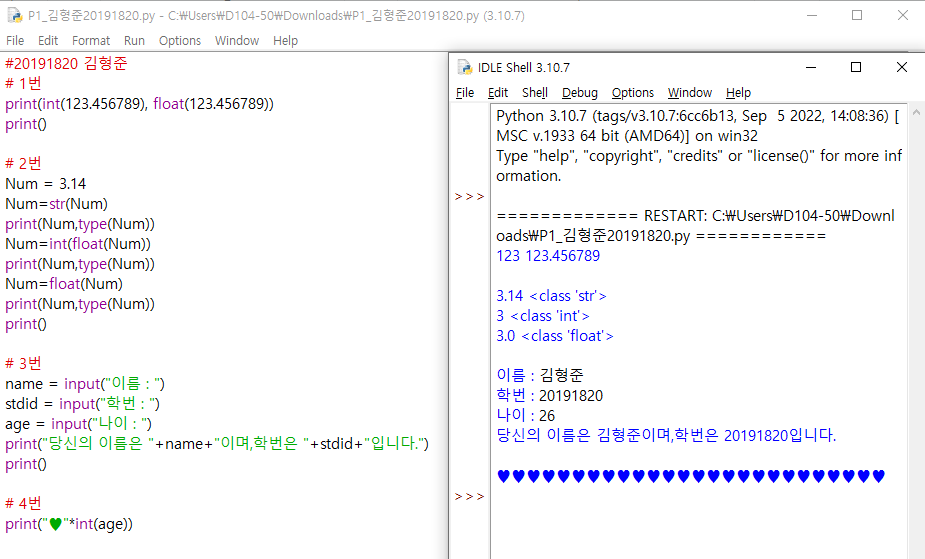 P1_김형준20191820.py - C:₩Users₩D104-50₩Downloads₩P1_김형준20191820.py (3.10.7)
File Edit Format Run Options Window Help
#20191820 김형준
# 1번
print(int(123.456789), float(123.456789))
print()
# 2번
Num = 3.14
Num=str(Num)
print(Num,type(Num))
Num=int(float(Num))
print(Num,type(Num))
Num=float(Num)
print(Num,type(Num))
print()
# 3번
name = input("이름 : ")
stdid = input("학번 : ")
age = input("나이 : ")
print("당신의 이름은 "+name+"이며,학번은 "+stdid+"입니다.")
print()
# 4번
print("♥"*int(age))
IDLE Shell 3.10.7
File Edit Shell Debug Options Window Help
Python 3.10.7 (tags/v3.10.7:6cc6b13, Sep  5 2022, 14:08:36) [
MSC v.1933 64 bit (AMD64)] on win32
Type "help", "copyright", "credits" or "license()" for more inf
ormation.
>>>
============= RESTART: C:₩Users₩D104-50₩Downl
oads₩P1_김형준20191820.py ============
123 123.456789
3.14 <class 'str'>
3 <class 'int'>
3.0 <class 'float'>
이름 : 김형준
학번 : 20191820
나이 : 26
당신의 이름은 김형준이며,학번은 20191820입니다.
♥♥♥♥♥♥♥♥♥♥♥♥♥♥♥♥♥♥♥♥♥♥♥♥♥♥
>>>